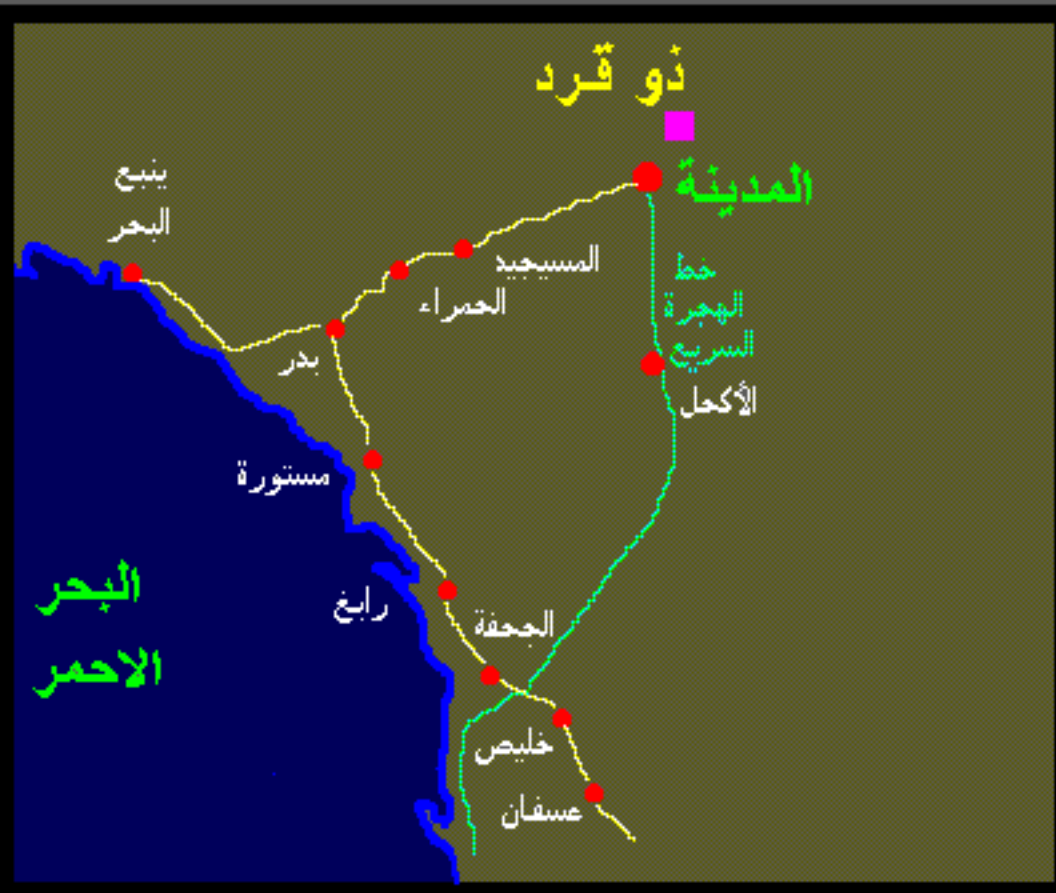 ذو قرد
المدينة
ينبع
البحر
المسيجيد
الحمراء
خط
الهجرة
السريع
بدر
الأكحل
مستورة
البحر
الاحمر
رابغ
الجحفة
خليص
عسفان